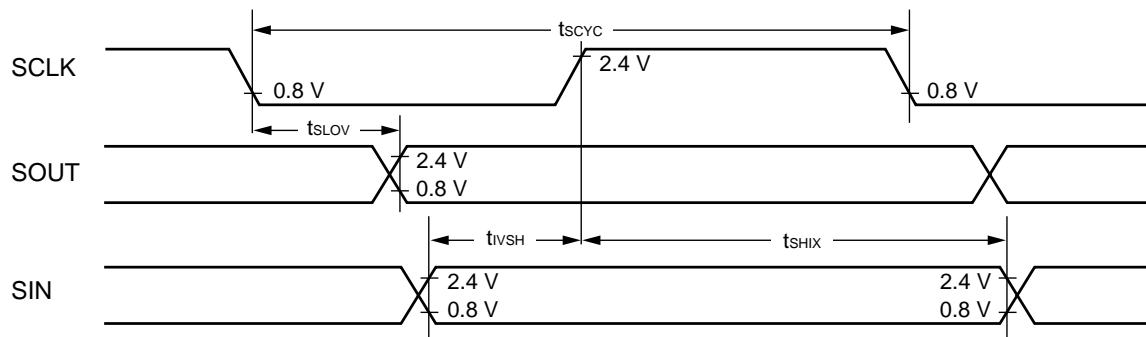 tSCYC
SCLK
0.8 V
2.4 V
0.8 V
tSLOV
SOUT
2.4 V
0.8 V
tIVSH
tSHIX
SIN
2.4 V
0.8 V
2.4 V
0.8 V